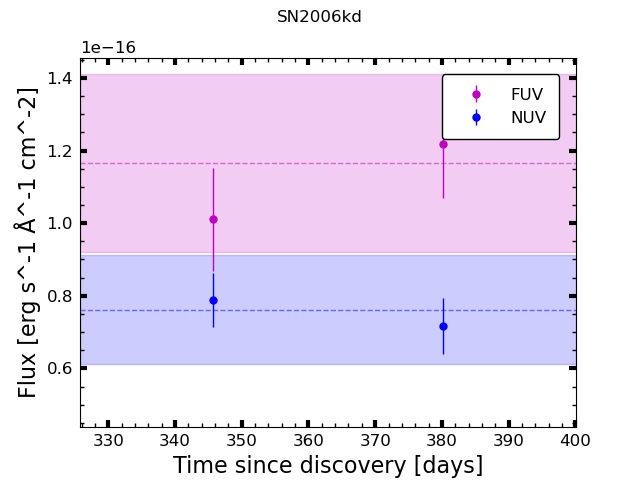 SN2006kd
1e−16
1.4
1.2
1.0
0.8
0.6
Flux [erg s^-1 Å^-1 cm^-2]
FUV
NUV
330 340 350 360 370 380 390 400
Time since discovery [days]